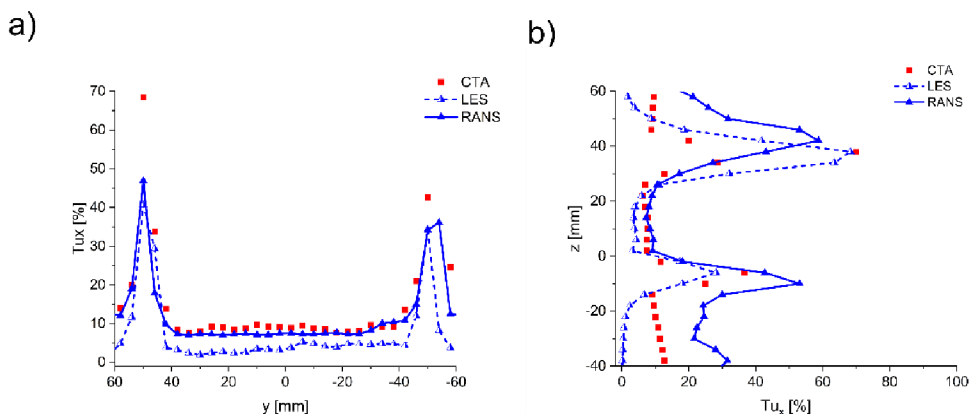 a)
CTA
LES
RANS
70
60
50
40
30
20
10
0
Tux [%]
60 40 20 0 -20 -40 -60
y [mm]
b)
CTA
LES
RANS
60
40
20
0
-20
-40
z [mm]
0 20 40 60 80 100
Tuₓ [%]